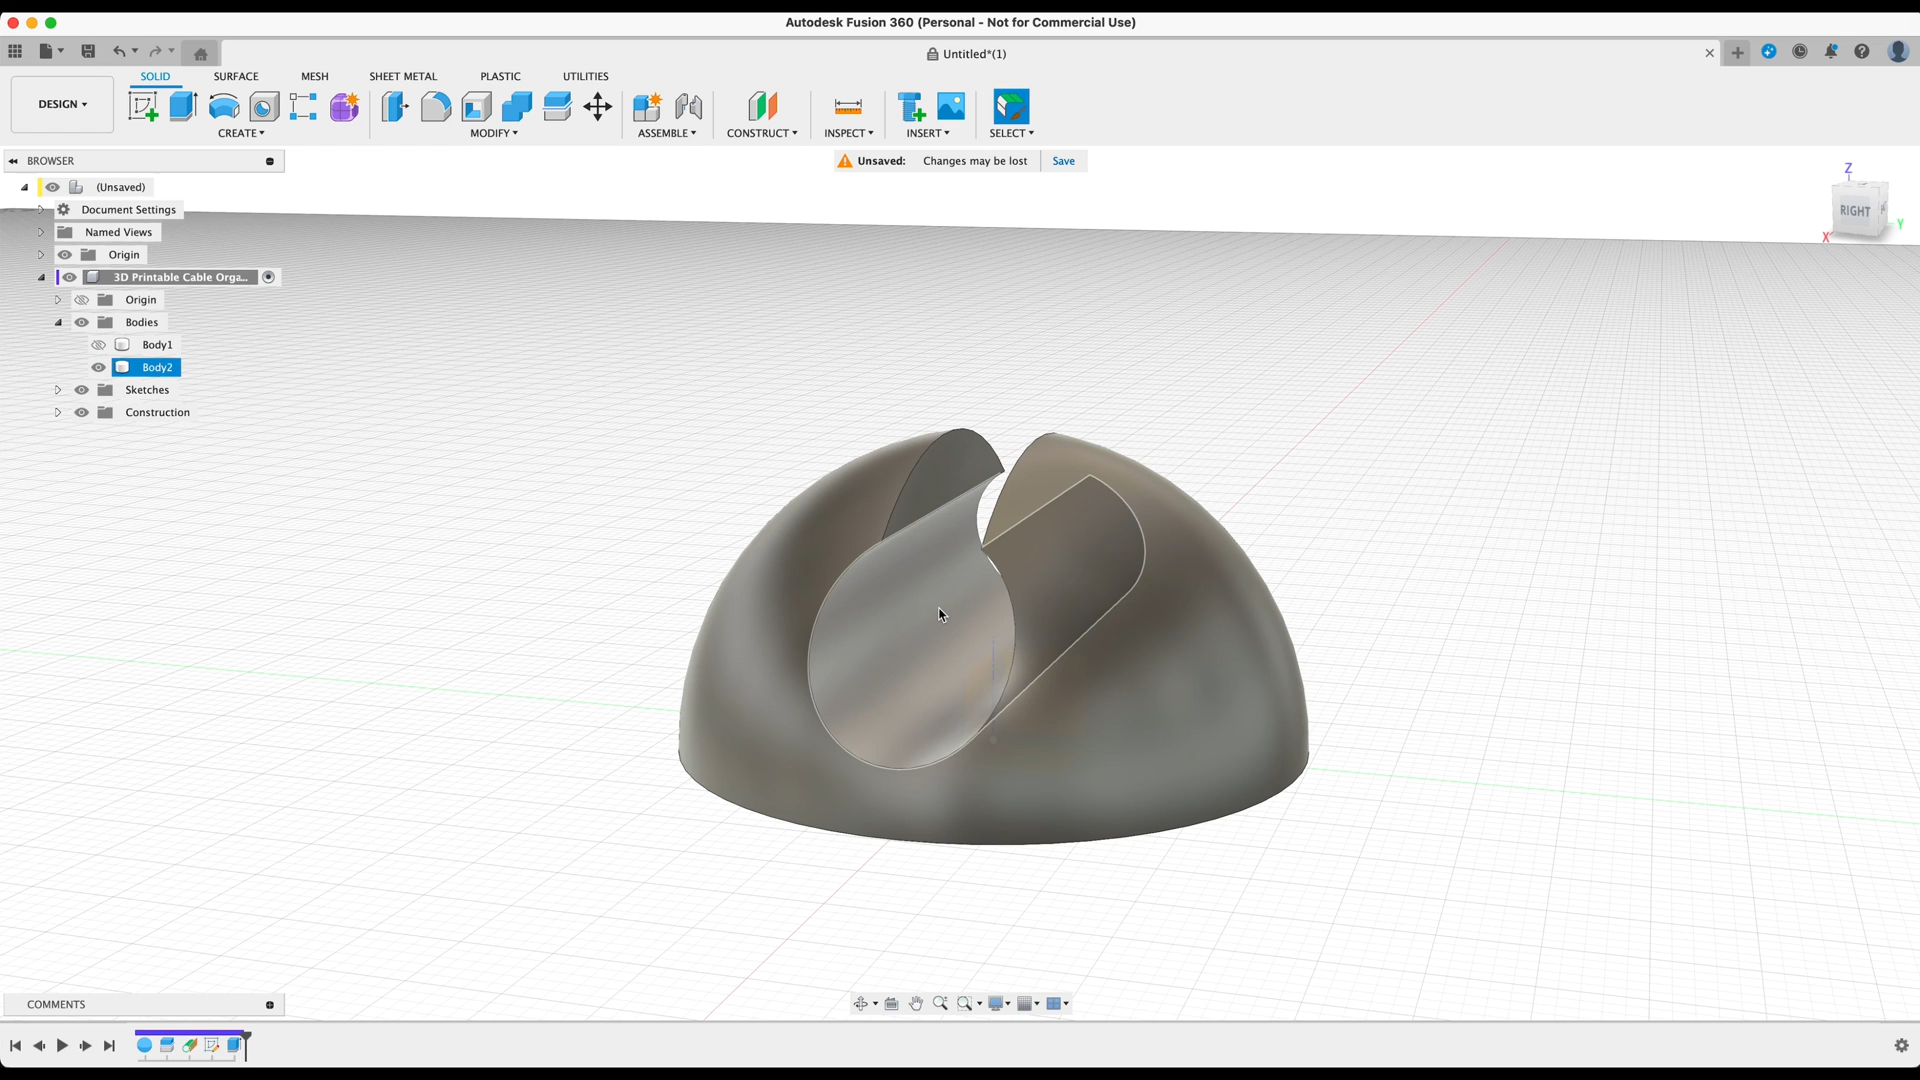 Autodesk Fusion 360 (Personal - Not for Commercial Use)
Untitled*(1)
SOLID SURFACE MESH SHEET METAL PLASTIC UTILITIES
DESIGN
CREATE MODIFY ASSEMBLE CONSTRUCT INSPECT INSERT SELECT
BROWSER
Unsaved: Changes may be lost Save
(Unsaved)
Document Settings
Named Views
Origin
3D Printable Cable Orga...
Origin
Bodies
Body1
Body2
Sketches
Construction
Z
RIGHT
Y
X
COMMENTS